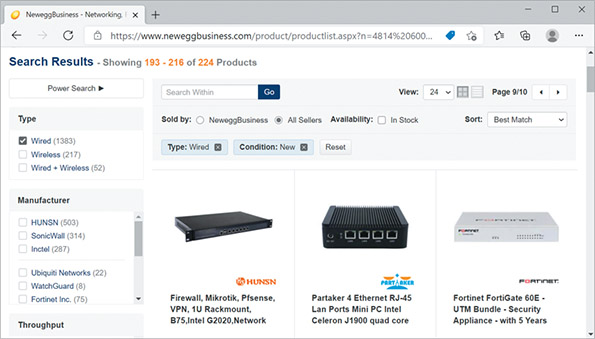 NeweggBusiness - Networking, I
https://www.neweggbusiness.com/product/productlist.aspx?n=4814%20600...
Search Results - Showing 193 - 216 of 224 Products
Power Search ▶
Search Within
Go
View: 24
Page 9/10
Sold by: NeweggBusiness All Sellers Availability: In Stock
Sort: Best Match
Type: Wired Condition: New Reset
Type
Wired (1383)
Wireless (217)
Wired + Wireless (52)
Manufacturer
HUNSN (503)
SonicWall (314)
Inctel (287)
Ubiquiti Networks (22)
WatchGuard (8)
Fortinet Inc. (75)
Throughput
HUNSN
Firewall, Mikrotik, Pfsense,
VPN, 1U Rackmount,
B75,Intel G2020,Network
PARTAKER
Partaker 4 Ethernet RJ-45
Lan Ports Mini PC Intel
Celeron J1900 quad core
FORTINET
FORTINET
Fortinet FortiGate 60E -
UTM Bundle - Security
Appliance - with 5 Years